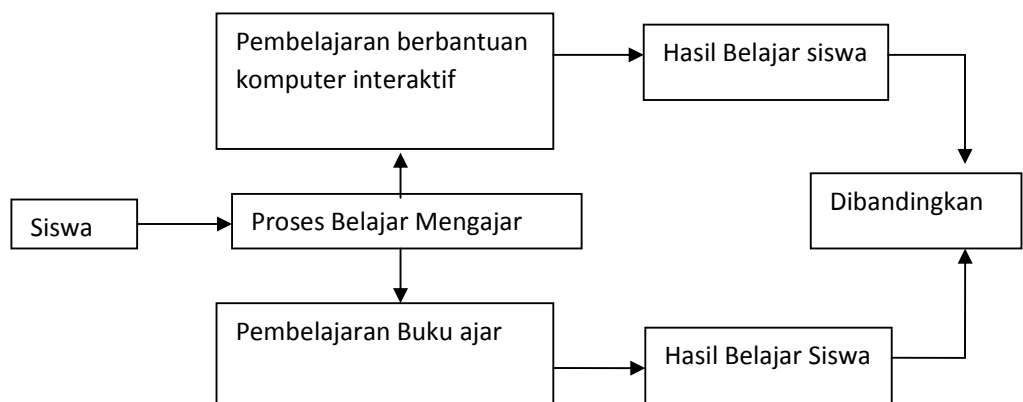 Pembelajaran berbantuan
komputer interaktif
Hasil Belajar siswa
Siswa
Proses Belajar Mengajar
Dibandingkan
Pembelajaran Buku ajar
Hasil Belajar Siswa